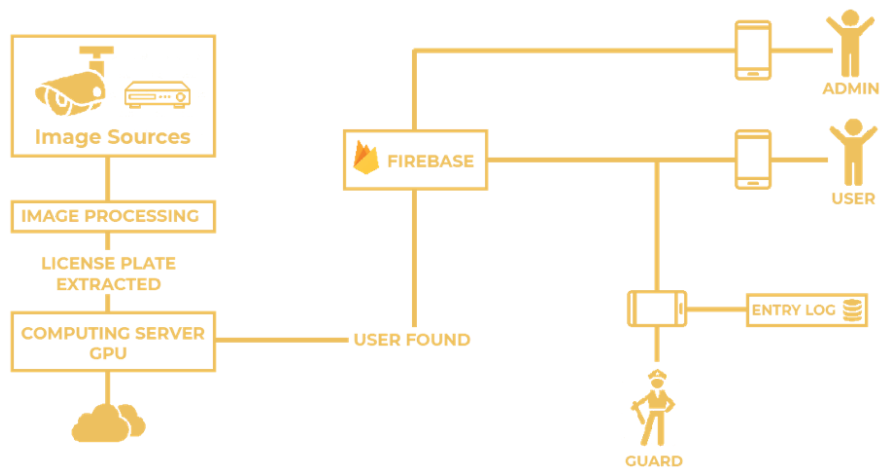 Image Sources
IMAGE PROCESSING
LICENSE PLATE
EXTRACTED
COMPUTING SERVER
GPU
USER FOUND
FIREBASE
ADMIN
USER
ENTRY LOG
GUARD